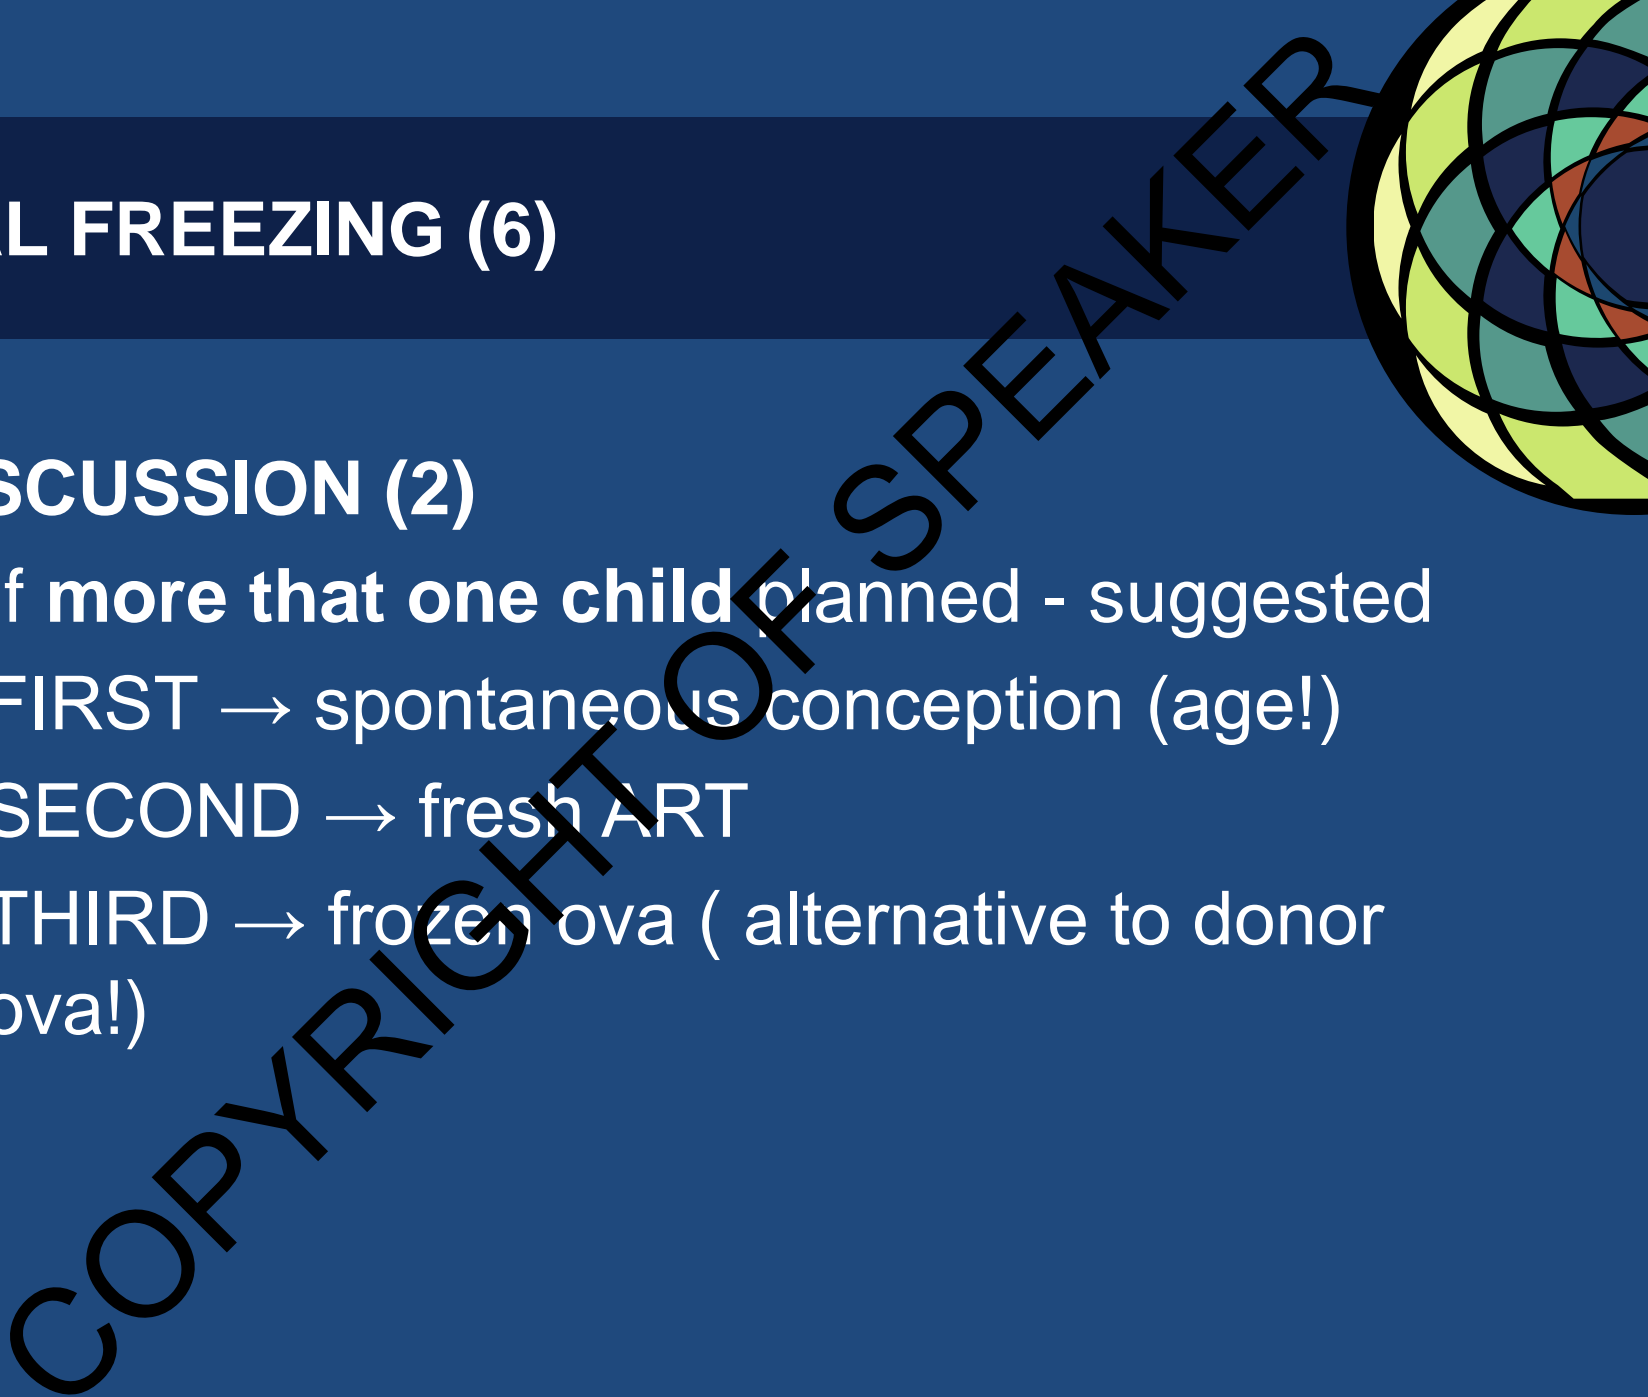 AL FREEZING (6)
SCUSSION (2)
f more that one child planned - suggested
FIRST → spontaneous conception (age!)
SECOND → fresh ART
THIRD → frozen ova ( alternative to donor
ova!)
COPYRIGHT OF SPEAKER